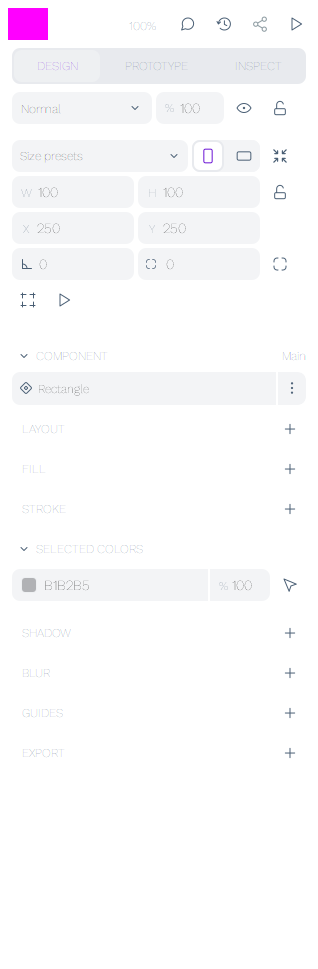 100%
DESIGN PROTOTYPE INSPECT
Normal % 100
Size presets
W 100 H 100
X 250 Y 250
0 0
COMPONENT Main
Rectangle
LAYOUT
FILL
STROKE
SELECTED COLORS
B1B2B5 % 100
SHADOW
BLUR
GUIDES
EXPORT